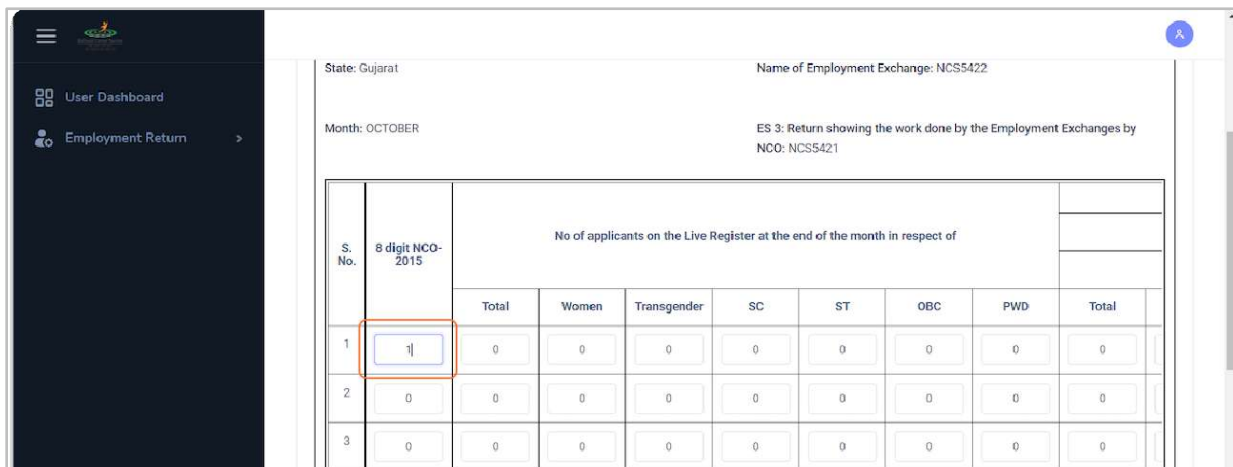 State: Gujarat
Name of Employment Exchange: NCS5422
User Dashboard
Employment Return >
Month: OCTOBER
ES 3: Return showing the work done by the Employment Exchanges by
NCO: NCS5421
S. No.
8 digit NCO-
2015
No of applicants on the Live Register at the end of the month in respect of
Total Women Transgender SC ST OBC PWD Total
1 1 0 0 0 0 0 0 0 0
2 0 0 0 0 0 0 0 0 0
3 0 0 0 0 0 0 0 0 0